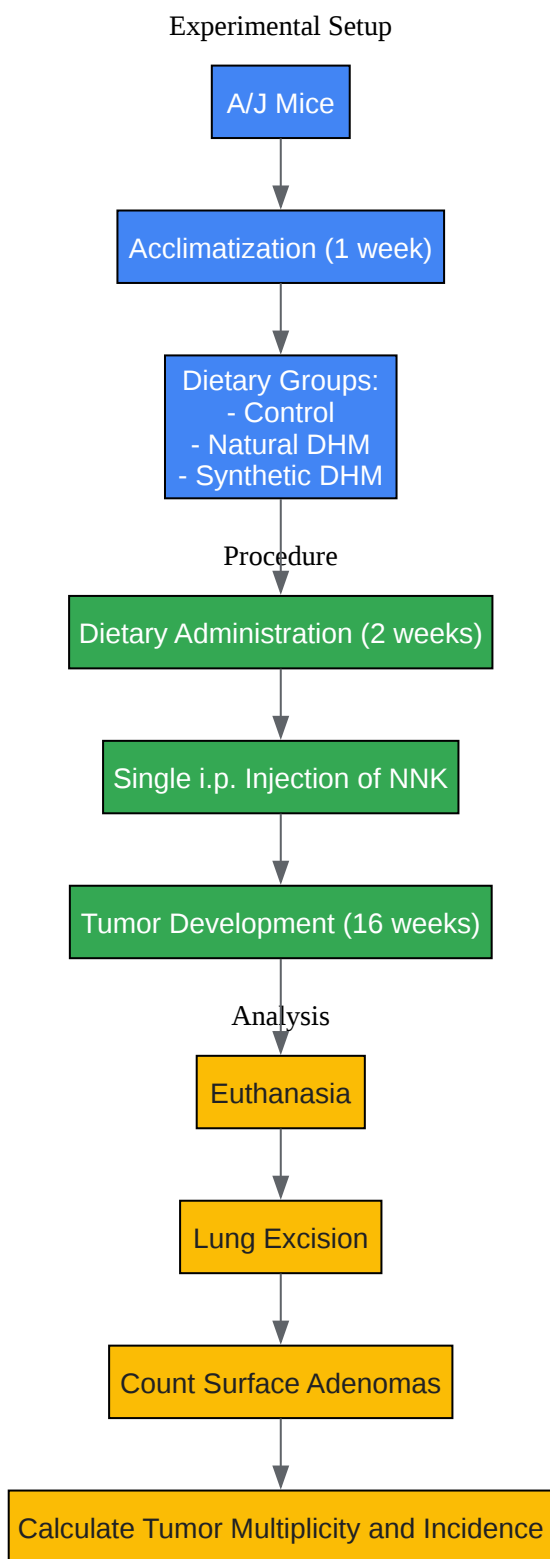 Experimental Setup
A/J Mice
Acclimatization (1 week)
Dietary Groups:
- Control
- Natural DHM
- Synthetic DHM
Procedure
Dietary Administration (2 weeks)
Single i.p. Injection of NNK
Tumor Development (16 weeks)
Analysis
Euthanasia
Lung Excision
Count Surface Adenomas
Calculate Tumor Multiplicity and Incidence